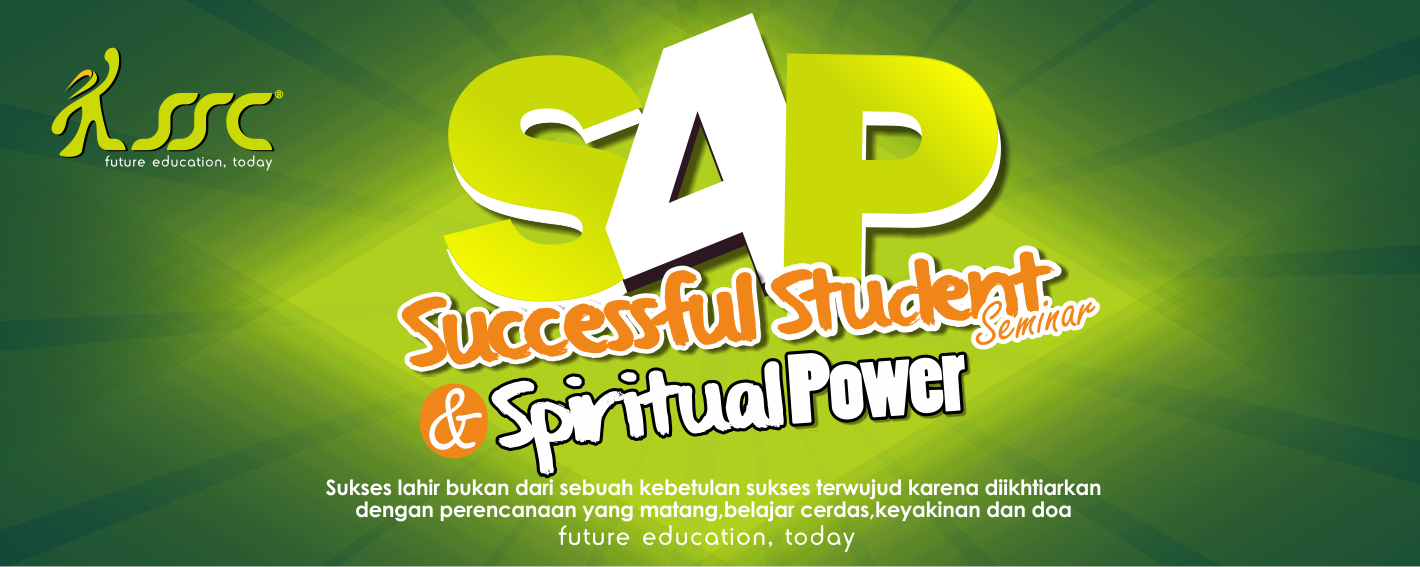 SSC®
future education, today
SAP
Successful Student
Seminar
& Spiritual Power
Sukses lahir bukan dari sebuah kebetulan sukses terwujud karena diikhtiarkan
dengan perencanaan yang matang,belajar cerdas,keyakinan dan doa
future education, today